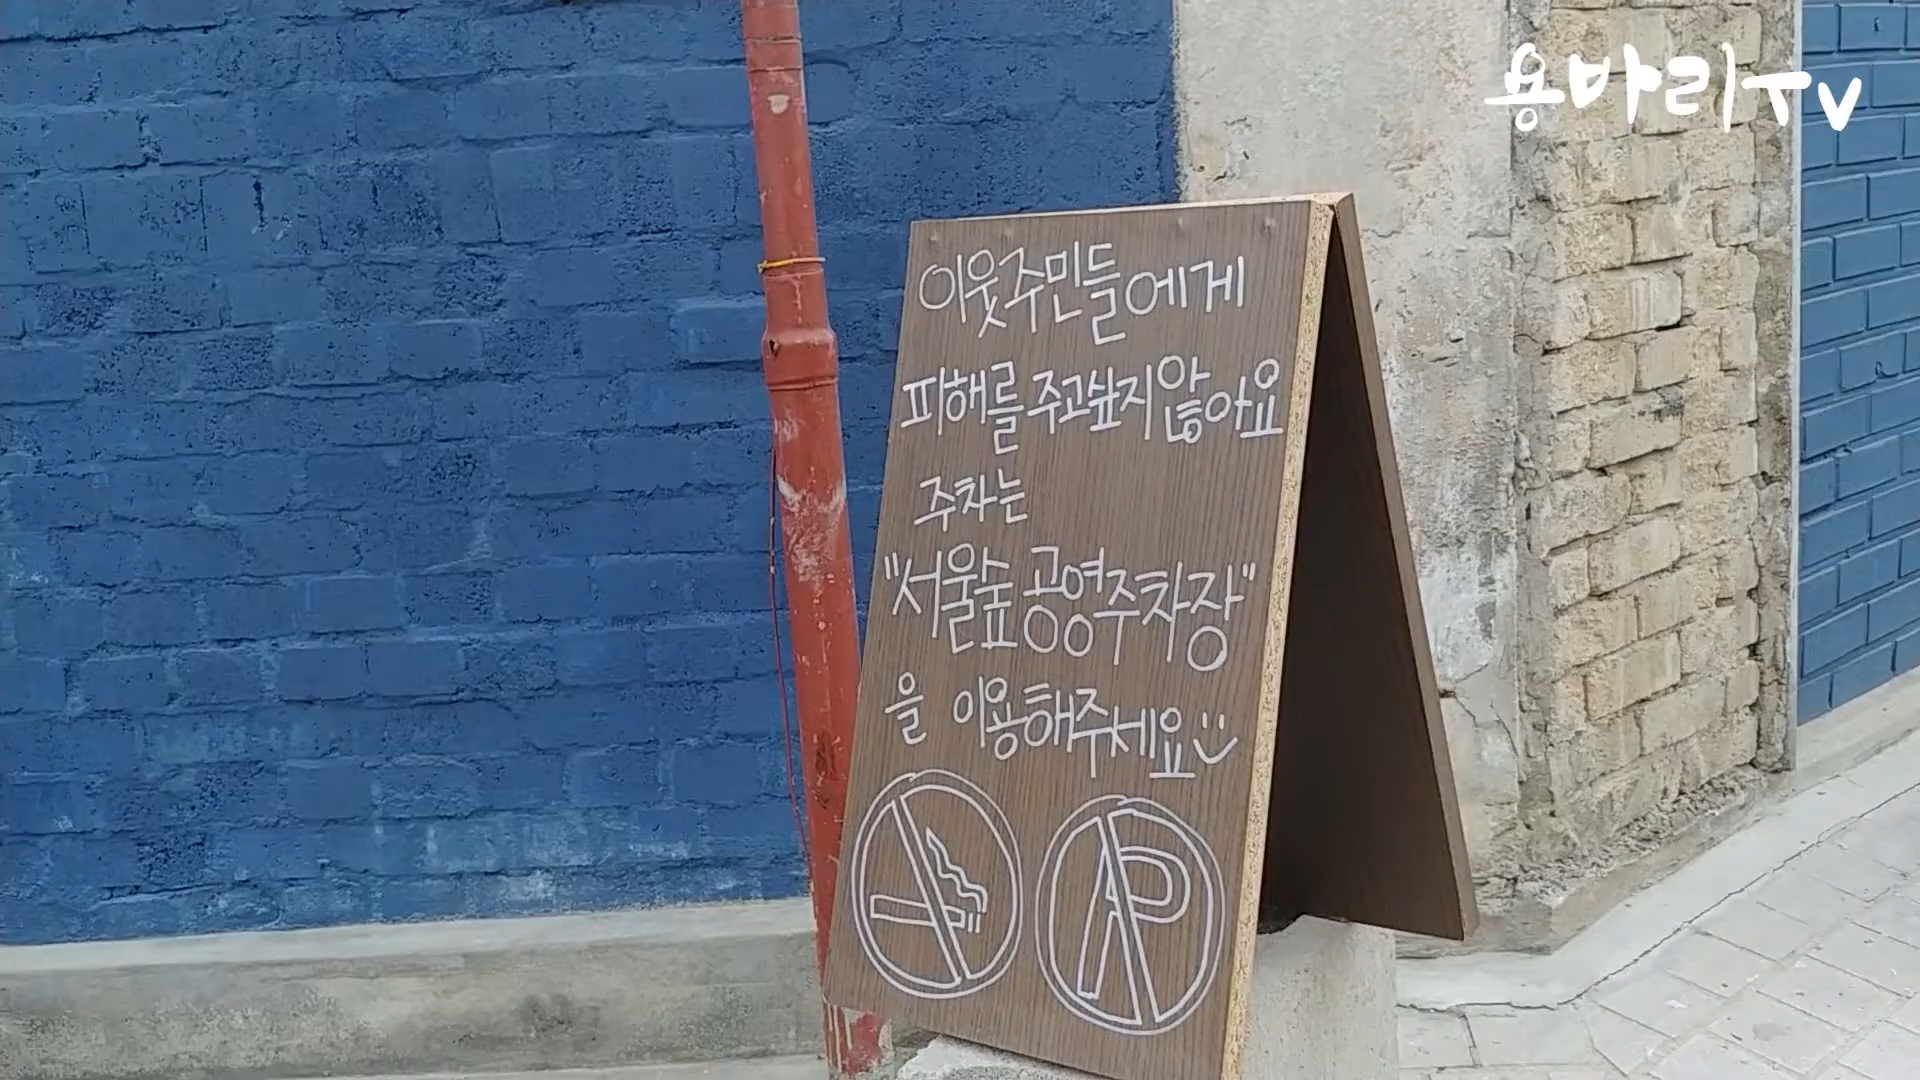 용마리TV
이웃주민들에게
피해를 주고싶지않아요
주차는
"서울숲공영주차장"
을 이용해주세요:)
P